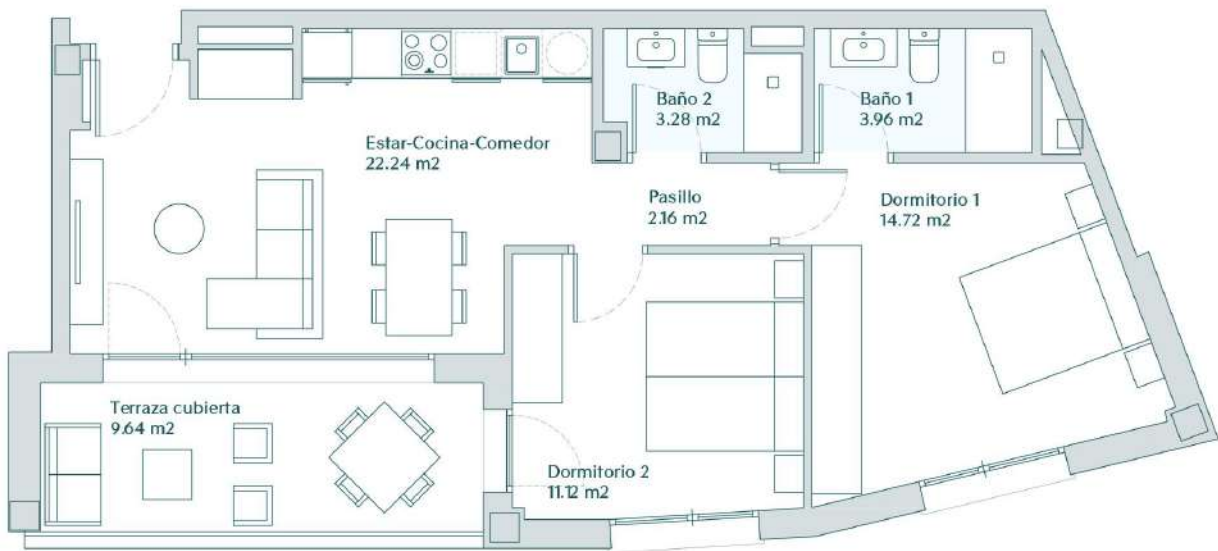 Baño 2
3.28 m2
Baño 1
3.96 m2
Estar-Cocina-Comedor
22.24 m2
Pasillo
2.16 m2
Dormitorio 1
14.72 m2
Terraza cubierta
9.64 m2
Dormitorio 2
11.12 m2